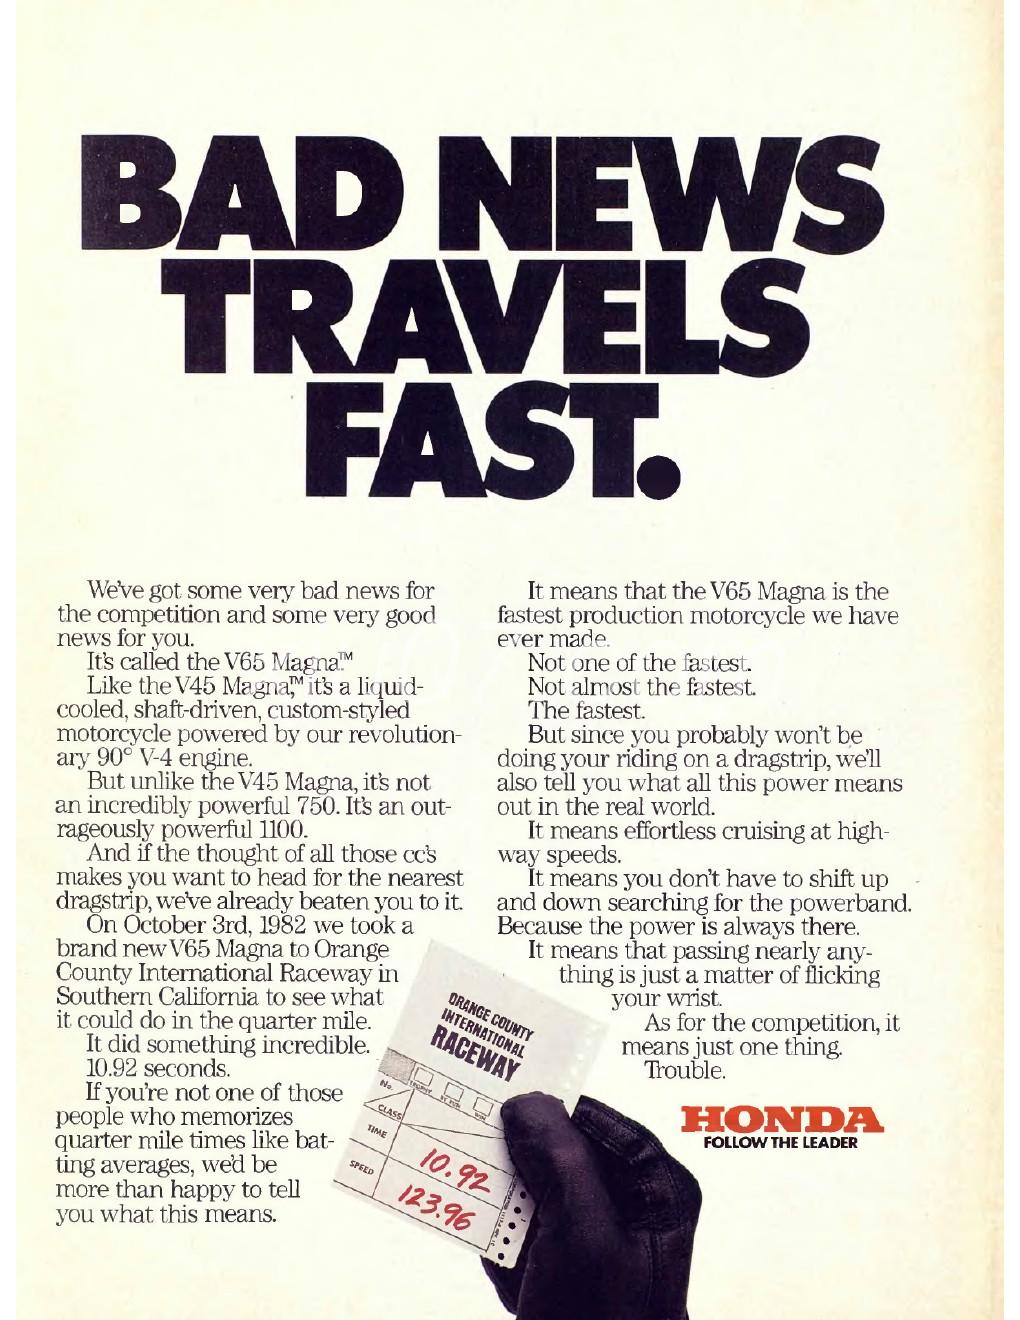 BAD NEWS
TRAVELS
FAST.
We've got some very bad news for
the competition and some very good
news for you.
It's called the V65 Magna.™
Like the V45 Magna,™ it's a liquid-
cooled, shaft-driven, custom-styled
motorcycle powered by our revolution-
ary 90° V-4 engine.
But unlike the V45 Magna, it's not
an incredibly powerful 750. It's an out-
rageously powerful 1100.
And if the thought of all those cc's
makes you want to head for the nearest
dragstrip, we've already beaten you to it.
On October 3rd, 1982 we took a
brand new V65 Magna to Orange
County International Raceway in
Southern California to see what
it could do in the quarter mile.
It did something incredible.
10.92 seconds.
If you're not one of those
people who memorizes
quarter mile times like bat-
ting averages, we'd be
more than happy to tell
you what this means.
It means that the V65 Magna is the
fastest production motorcycle we have
ever made.
Not one of the fastest.
Not almost the fastest.
The fastest.
But since you probably won't be
doing your riding on a dragstrip, we'll
also tell you what all this power means
out in the real world.
It means effortless cruising at high-
way speeds.
It means you don't have to shift up
and down searching for the powerband.
Because the power is always there.
It means that passing nearly any-
thing is just a matter of flicking
your wrist.
As for the competition, it
means just one thing.
Trouble.
ORANGE COUNTY
INTERNATIONAL
RACEWAY
No.
TROPHY
RUN
CLASS
TIME
10.92
SPEED
123.96
HONDA
FOLLOW THE LEADER